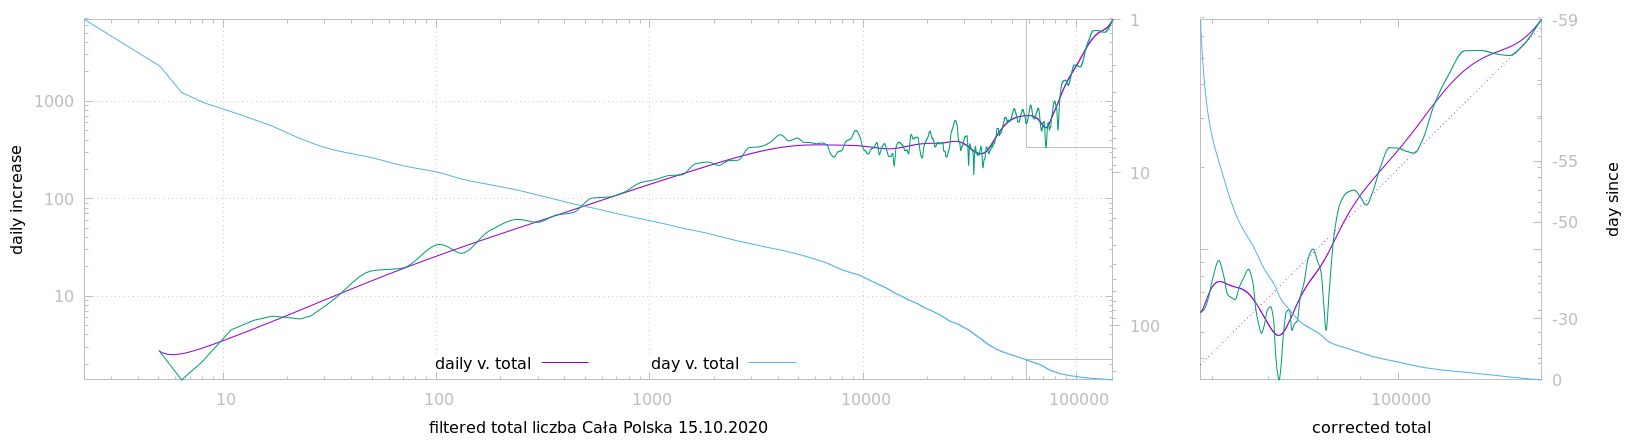 1 -59
1000
-55
10
100
-50
daily increase
day since
10
100
-30
daily v. total
day v. total
0
10 100 1000 10000 100000 100000
filtered total liczba Cała Polska 15.10.2020 corrected total